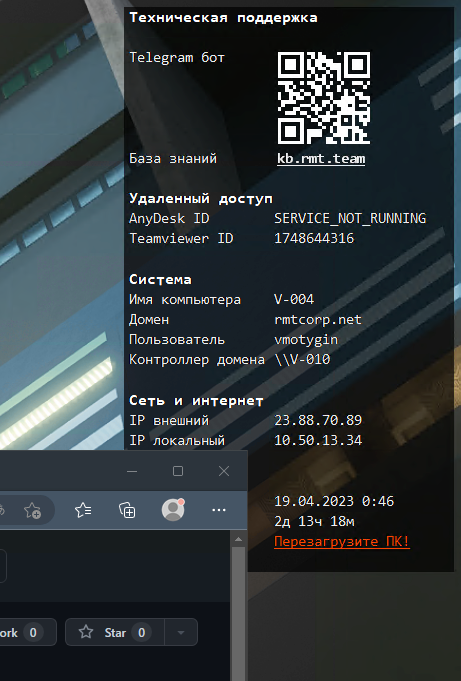 Техническая поддержка
Telegram бот
База знаний kb.rmt.team
Удаленный доступ
AnyDesk ID SERVICE_NOT_RUNNING
Teamviewer ID 1748644316
Система
Имя компьютера V-004
Домен rmtcorp.net
Пользователь vmotygin
Контроллер домена \\V-010
Сеть и интернет
IP внешний 23.88.70.89
IP локальный 10.50.13.34
19.04.2023 0:46
2д 13ч 18м
Перезагрузите ПК!
ork 0 Star 0